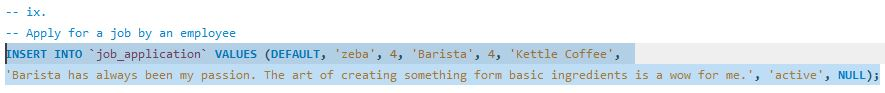 -- ix.
-- Apply for a job by an employee
INSERT INTO `job_application` VALUES (DEFAULT, 'zeba', 4, 'Barista', 4, 'Kettle Coffee',
'Barista has always been my passion. The art of creating something form basic ingredients is a wow for me.', 'active', NULL);